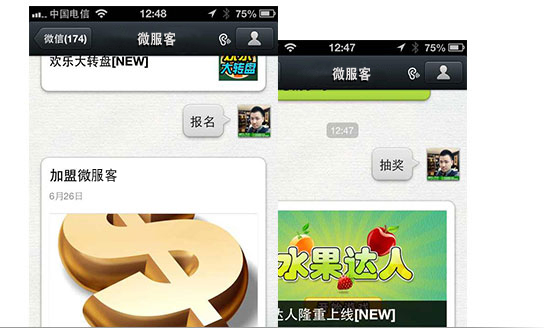 中国电信 12:48 75%
微信(174) 微服客
欢乐大转盘[NEW]
欢乐
大转盘
报名
加盟微服客
6月26日
12:47 75%
微服客
12:47
抽奖
水果达人
达人隆重上线[NEW]